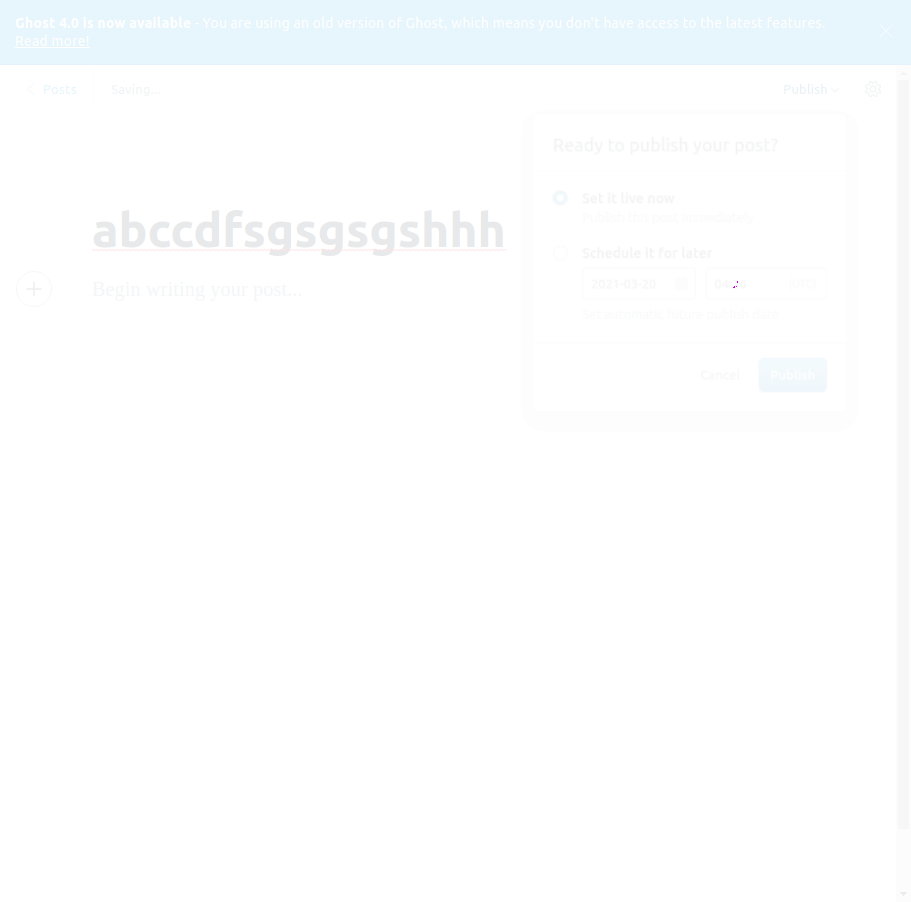 Ghost 4.0 is now available - You are using an old version of Ghost, which means you don't have access to the latest features.
Read more!
Posts
Saving...
Publish
Ready to publish your post?
Set it live now
Publish this post immediately
Schedule it for later
abccdfsgsgsgshhh
Begin writing your post...
2021-03-20
(UTC)
Set automatic future publish date
Cancel
Publish